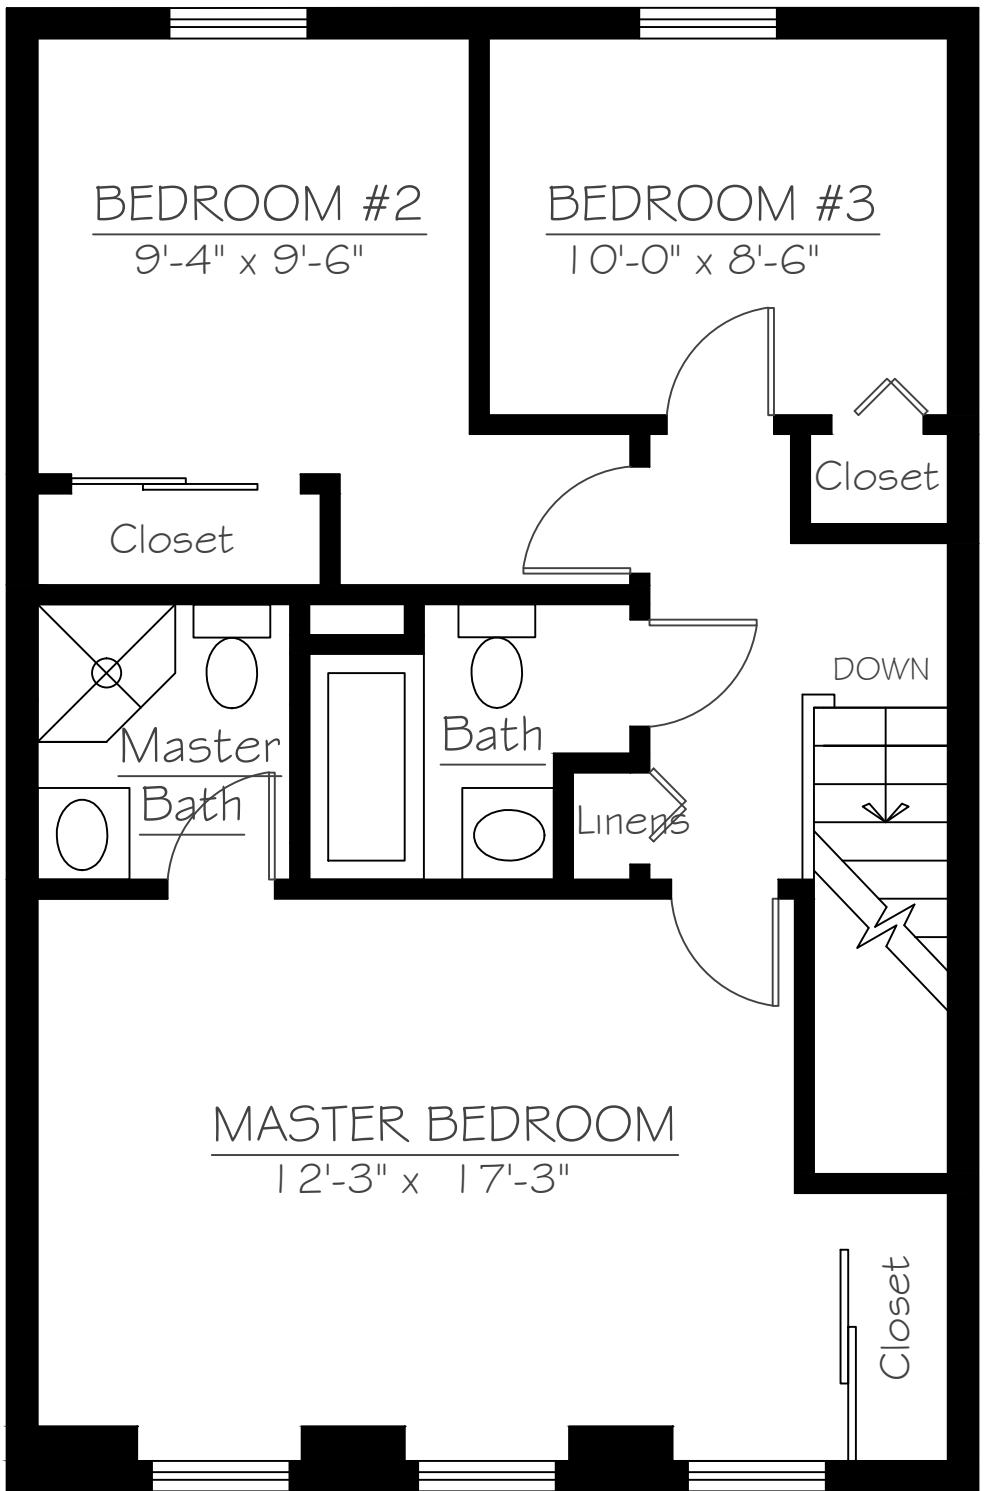 BEDROOM #2
9'-4" x 9'-6"
BEDROOM #3
10'-0" x 8'-6"
Closet
Closet
DOWN
Master
Bath
Bath
Linens
MASTER BEDROOM
12'-3" x 17'-3"
Closet